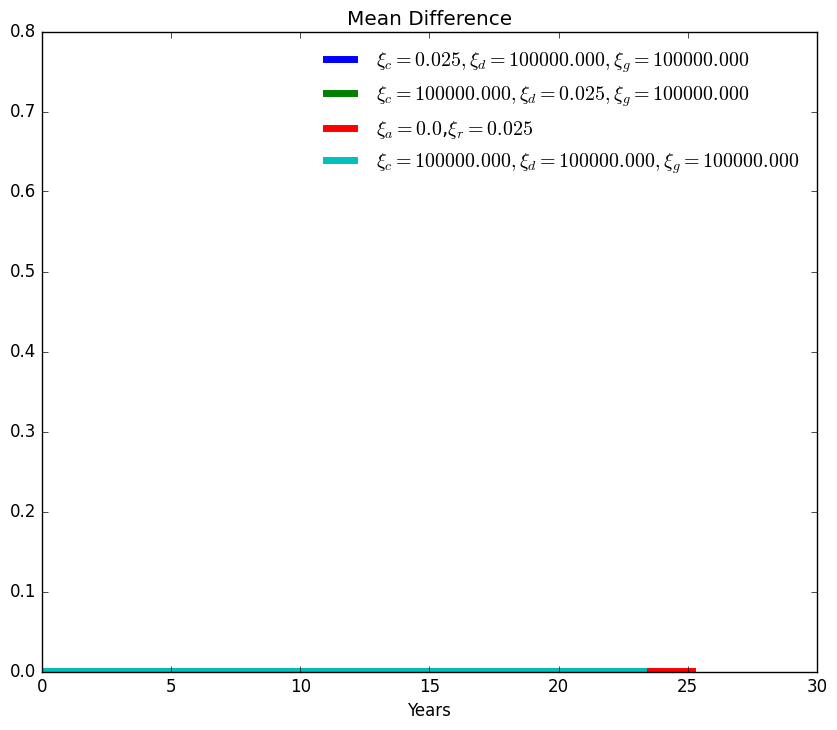 Mean Difference
0.8
ξc = 0.025, ξd = 100000.000, ξg = 100000.000
ξc = 100000.000, ξd = 0.025, ξg = 100000.000
ξa = 0.0,ξr = 0.025
ξc = 100000.000, ξd = 100000.000, ξg = 100000.000
0.7
0.6
0.5
0.4
0.3
0.2
0.1
0.0
0 5 10 15 20 25 30
Years